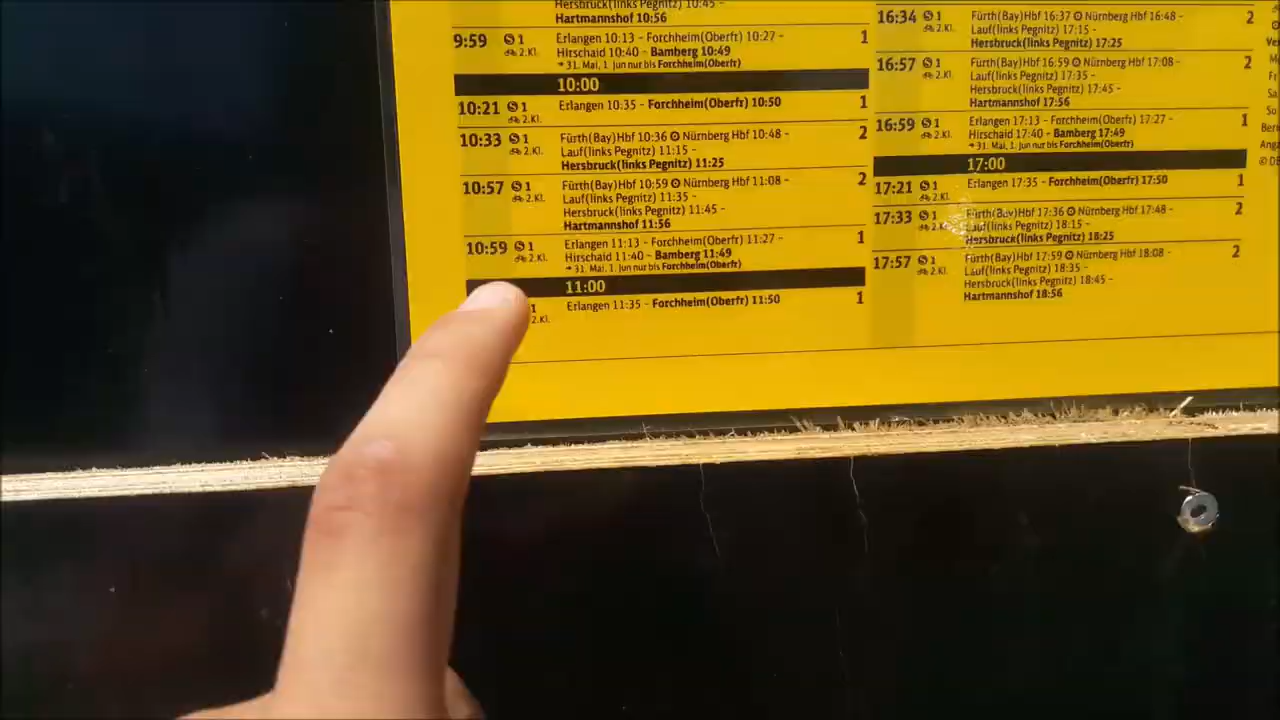 Hersbruck(links Pegnitz) 10:45 -
Hartmannshof 10:56
9:59 S 1 Erlangen 10:13 - Forchheim(Oberfr) 10:27 - 1
2.Kl. Hirschaid 10:40 - Bamberg 10:49
31. Mai, 1. Jun nur bis Forchheim(Oberfr)
10:00
10:21 S 1 Erlangen 10:35 - Forchheim(Oberfr) 10:50 1
2.Kl.
10:33 S 1 Fürth(Bay)Hbf 10:36 Nürnberg Hbf 10:48 - 2
2.Kl. Lauf(links Pegnitz) 11:15 -
Hersbruck(links Pegnitz) 11:25
10:57 S 1 Fürth(Bay)Hbf 10:59 Nürnberg Hbf 11:08 - 2
2.Kl. Lauf(links Pegnitz) 11:35 -
Hersbruck(links Pegnitz) 11:45 -
Hartmannshof 11:56
10:59 S 1 Erlangen 11:13 - Forchheim(Oberfr) 11:27 - 1
2.Kl. Hirschaid 11:40 - Bamberg 11:49
31. Mai, 1. Jun nur bis Forchheim(Oberfr)
11:00
1 Erlangen 11:35 - Forchheim(Oberfr) 11:50 1
2.Kl.
16:34 S 1 Fürth(Bay)Hbf 16:37 Nürnberg Hbf 16:48 - 2
2.Kl. Lauf(links Pegnitz) 17:15 -
Hersbruck(links Pegnitz) 17:25
16:57 S 1 Fürth(Bay)Hbf 16:59 Nürnberg Hbf 17:08 - 2
2.Kl. Lauf(links Pegnitz) 17:35 -
Hersbruck(links Pegnitz) 17:45 -
Hartmannshof 17:56
16:59 S 1 Erlangen 17:13 - Forchheim(Oberfr) 17:27 - 1
2.Kl. Hirschaid 17:40 - Bamberg 17:49
31. Mai, 1. Jun nur bis Forchheim(Oberfr)
17:00
17:21 S 1 Erlangen 17:35 - Forchheim(Oberfr) 17:50 1
2.Kl.
17:33 S 1 Fürth(Bay)Hbf 17:36 Nürnberg Hbf 17:48 - 2
2.Kl. Lauf(links Pegnitz) 18:15 -
Hersbruck(links Pegnitz) 18:25
17:57 S 1 Fürth(Bay)Hbf 17:59 Nürnberg Hbf 18:08 - 2
2.Kl. Lauf(links Pegnitz) 18:35 -
Hersbruck(links Pegnitz) 18:45 -
Hartmannshof 18:56